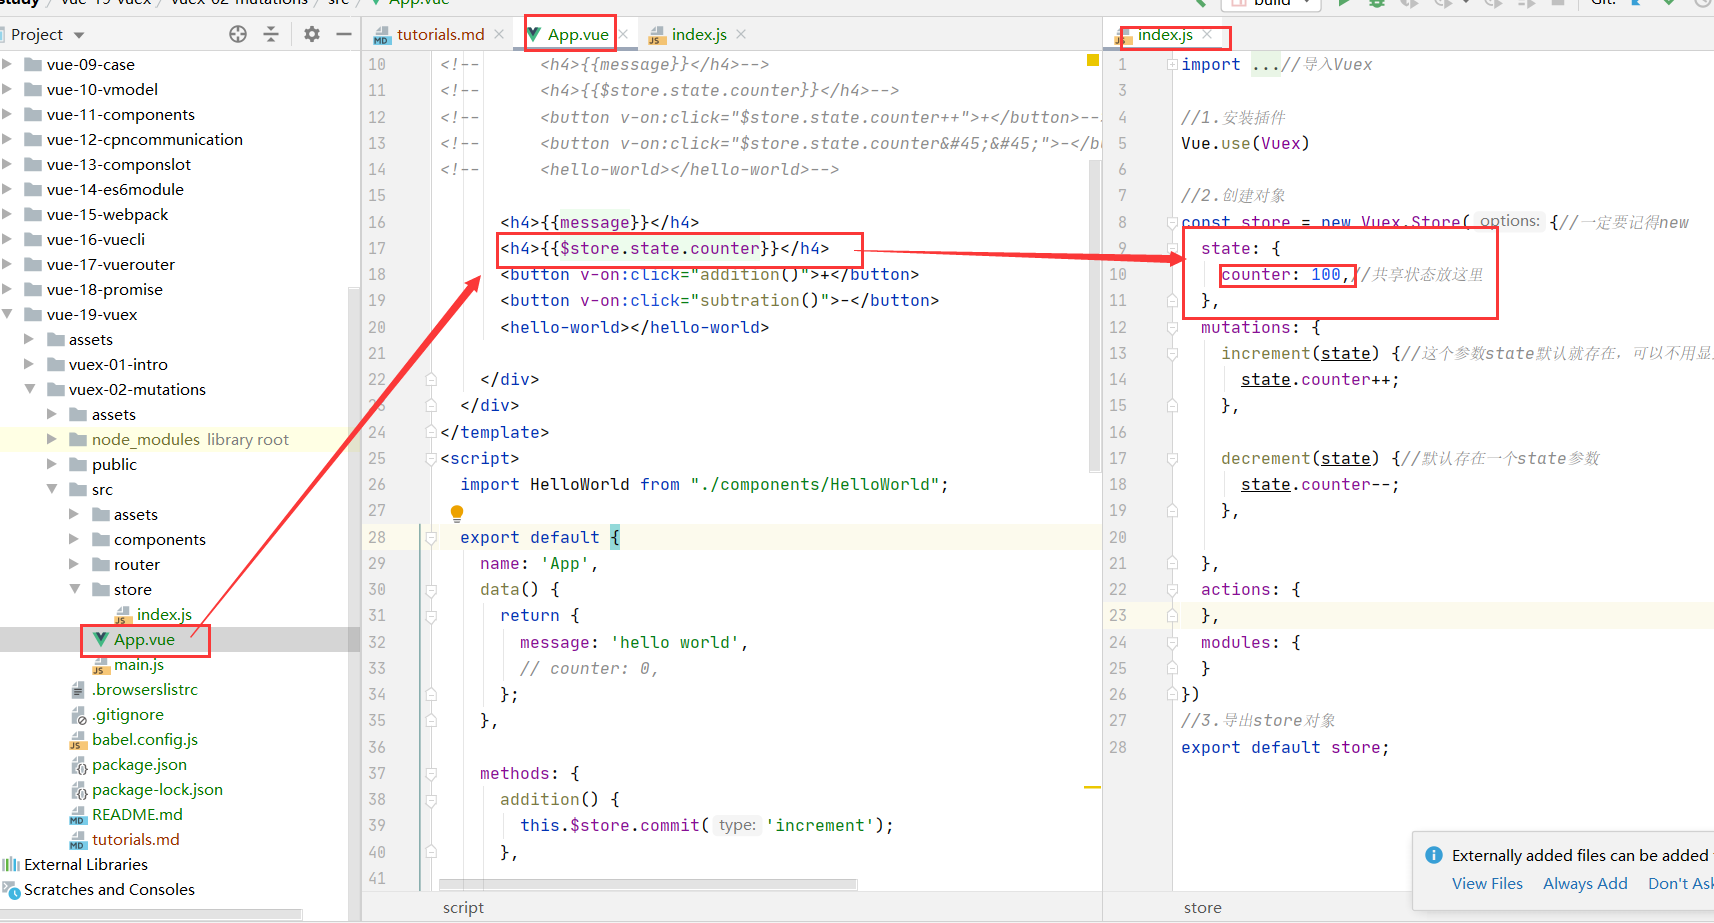 study vue-19-vuex vuex-02-mutations src App.vue
build
Git:
Project
tutorials.md
App.vue
index.js
index.js
vue-09-case
vue-10-vmodel
vue-11-components
vue-12-cpncommunication
vue-13-componslot
vue-14-es6module
vue-15-webpack
vue-16-vuecli
vue-17-vuerouter
vue-18-promise
vue-19-vuex
assets
vuex-01-intro
vuex-02-mutations
assets
node_modules library root
public
src
assets
components
router
store
index.js
App.vue
main.js
.browserslistrc
.gitignore
babel.config.js
package.json
package-lock.json
README.md
tutorials.md
External Libraries
Scratches and Consoles
10 <!-- <h4>{{message}}</h4>-->
11 <!-- <h4>{{$store.state.counter}}</h4>-->
12 <!-- <button v-on:click="$store.state.counter++">+</button>--
13 <!-- <button v-on:click="$store.state.counter&#45;&#45;">-</bu
14 <!-- <hello-world></hello-world>-->
15
16 <h4>{{message}}</h4>
17 <h4>{{$store.state.counter}}</h4>
18 <button v-on:click="addition()">+</button>
19 <button v-on:click="subtration()">-</button>
20 <hello-world></hello-world>
21
22 </div>
23 </div>
24 </template>
25 <script>
26 import HelloWorld from "./components/HelloWorld";
27
28 export default {
29 name: 'App',
30 data() {
31 return {
32 message: 'hello world',
33 // counter: 0,
34 };
35 },
36
37 methods: {
38 addition() {
39 this.$store.commit( type: 'increment');
40 },
41
script
1 import ...//导入Vuex
3
4 //1.安装插件
5 Vue.use(Vuex)
6
7 //2.创建对象
8 const store = new Vuex.Store( options: {//一定要记得new
9 state: {
10 counter: 100,//共享状态放这里
11 },
12 mutations: {
13 increment(state) {//这个参数state默认就存在，可以不用显
14 state.counter++;
15 },
16
17 decrement(state) {//默认存在一个state参数
18 state.counter--;
19 },
20
21 },
22 actions: {
23 },
24 modules: {
25 }
26 })
27 //3.导出store对象
28 export default store;
store
Externally added files can be added
View Files Always Add Don't Ask